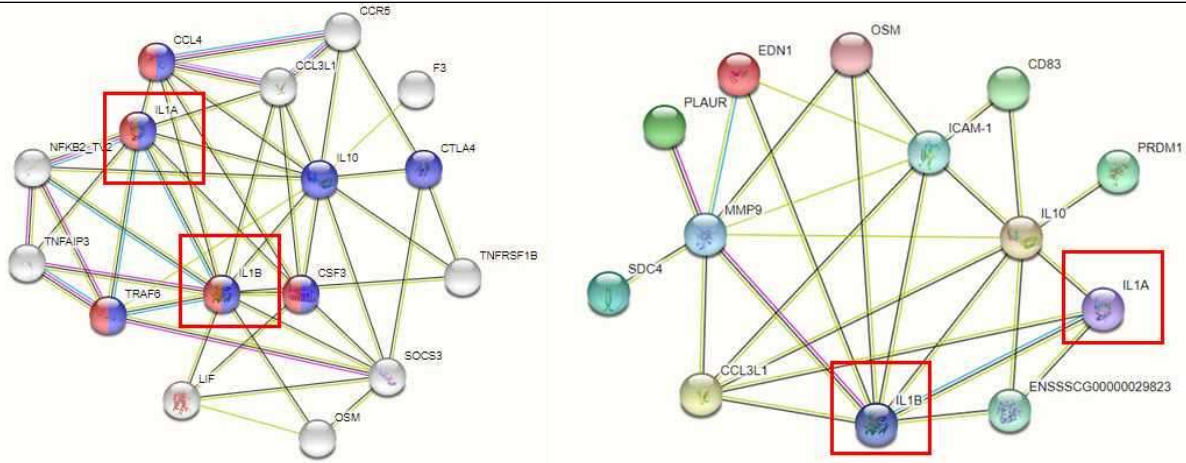 CCR5
CCL4
CCL3L1
F3
IL1A
NFKB2_TV2
CTLA4
IL10
TNFAIP3
TNFRSF1B
IL1B
CSF3
TRAF6
SOCS3
LIF
OSM
OSM
EDN1
CD83
PLAUR
ICAM-1
PRDM1
MMP9
IL10
SDC4
IL1A
CCL3L1
ENSSSCG00000029823
IL1B